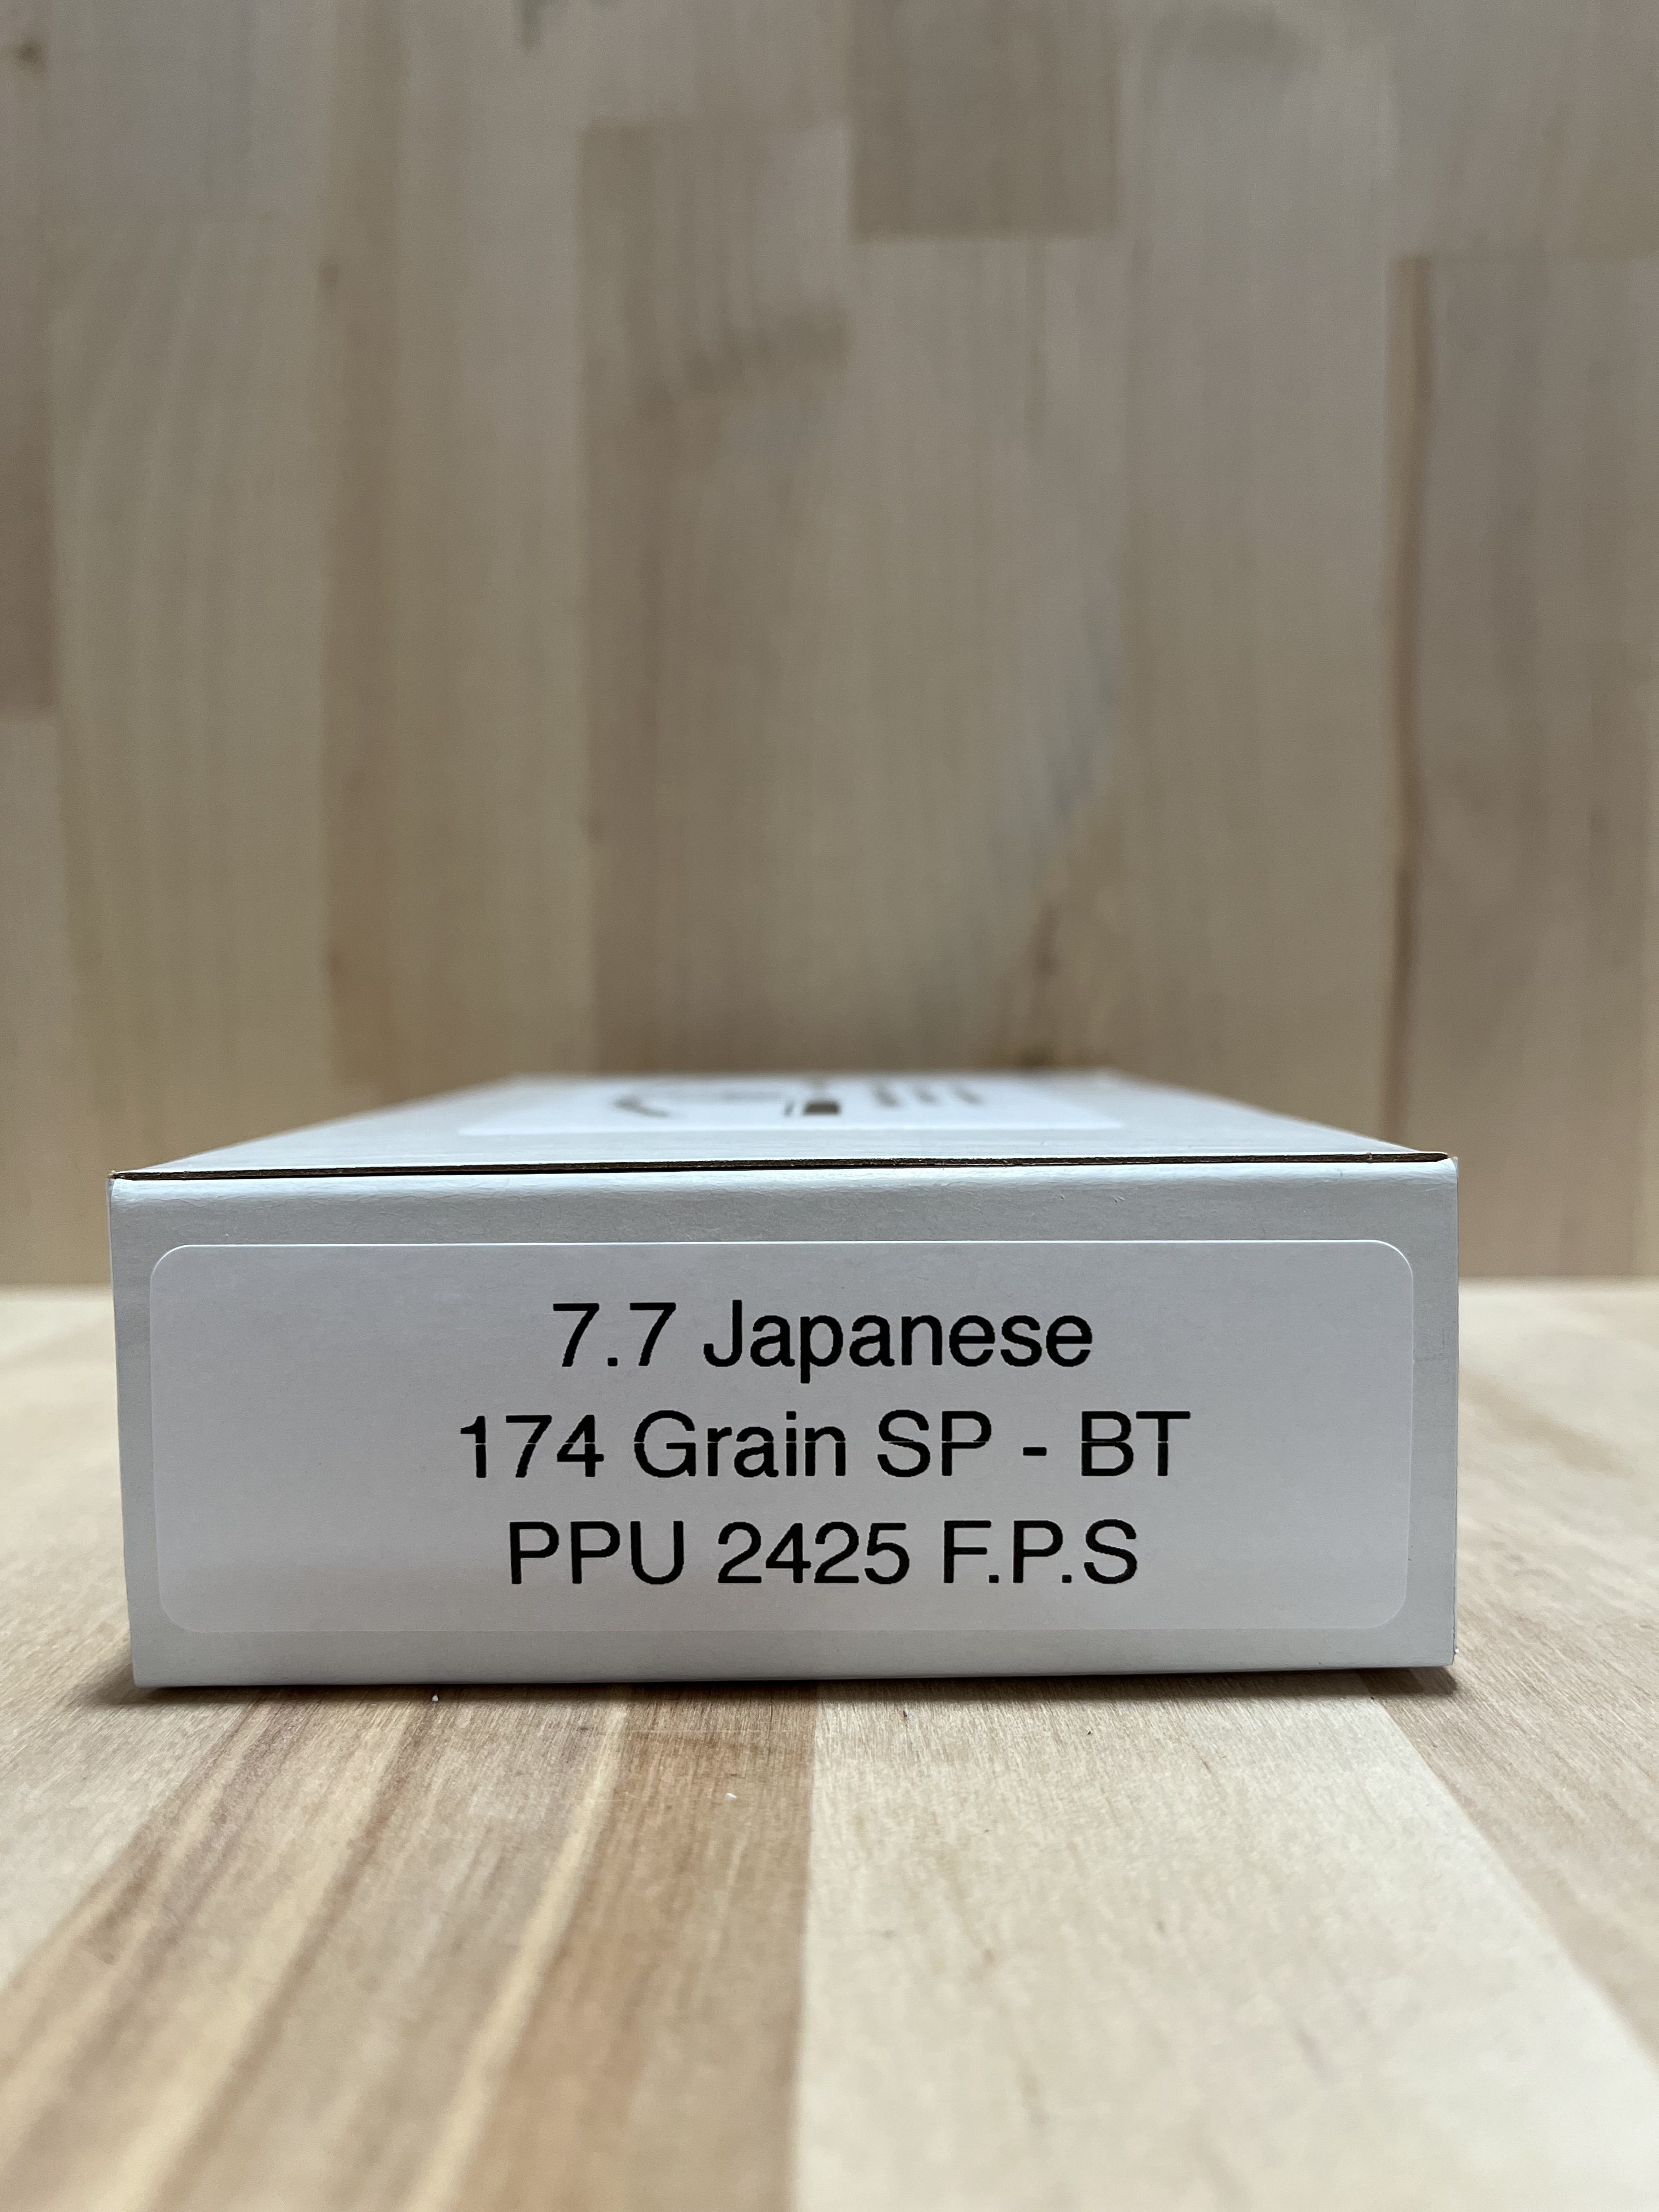 7.7 Japanese
174 Grain SP - BT
PPU 2425 F.P.S